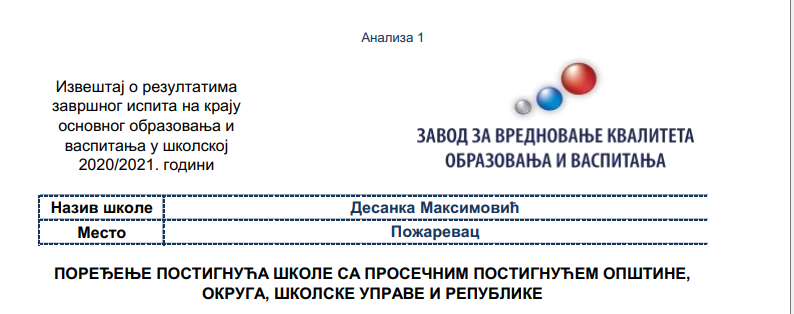 Анализа 1
Извештај о резултатима
завршног испита на крају
основног образовања и
васпитања у школској
2020/2021. години
ЗАВОД ЗА ВРЕДНОВАЊЕ КВАЛИТЕТА
ОБРАЗОВАЊА И ВАСПИТАЊА
Назив школе Десанка Максимовић
Место Пожаревац
ПОРЕЂЕЊЕ ПОСТИГНУЋА ШКОЛЕ СА ПРОСЕЧНИМ ПОСТИГНУЋЕМ ОПШТИНЕ,
ОКРУГА, ШКОЛСКЕ УПРАВЕ И РЕПУБЛИКЕ